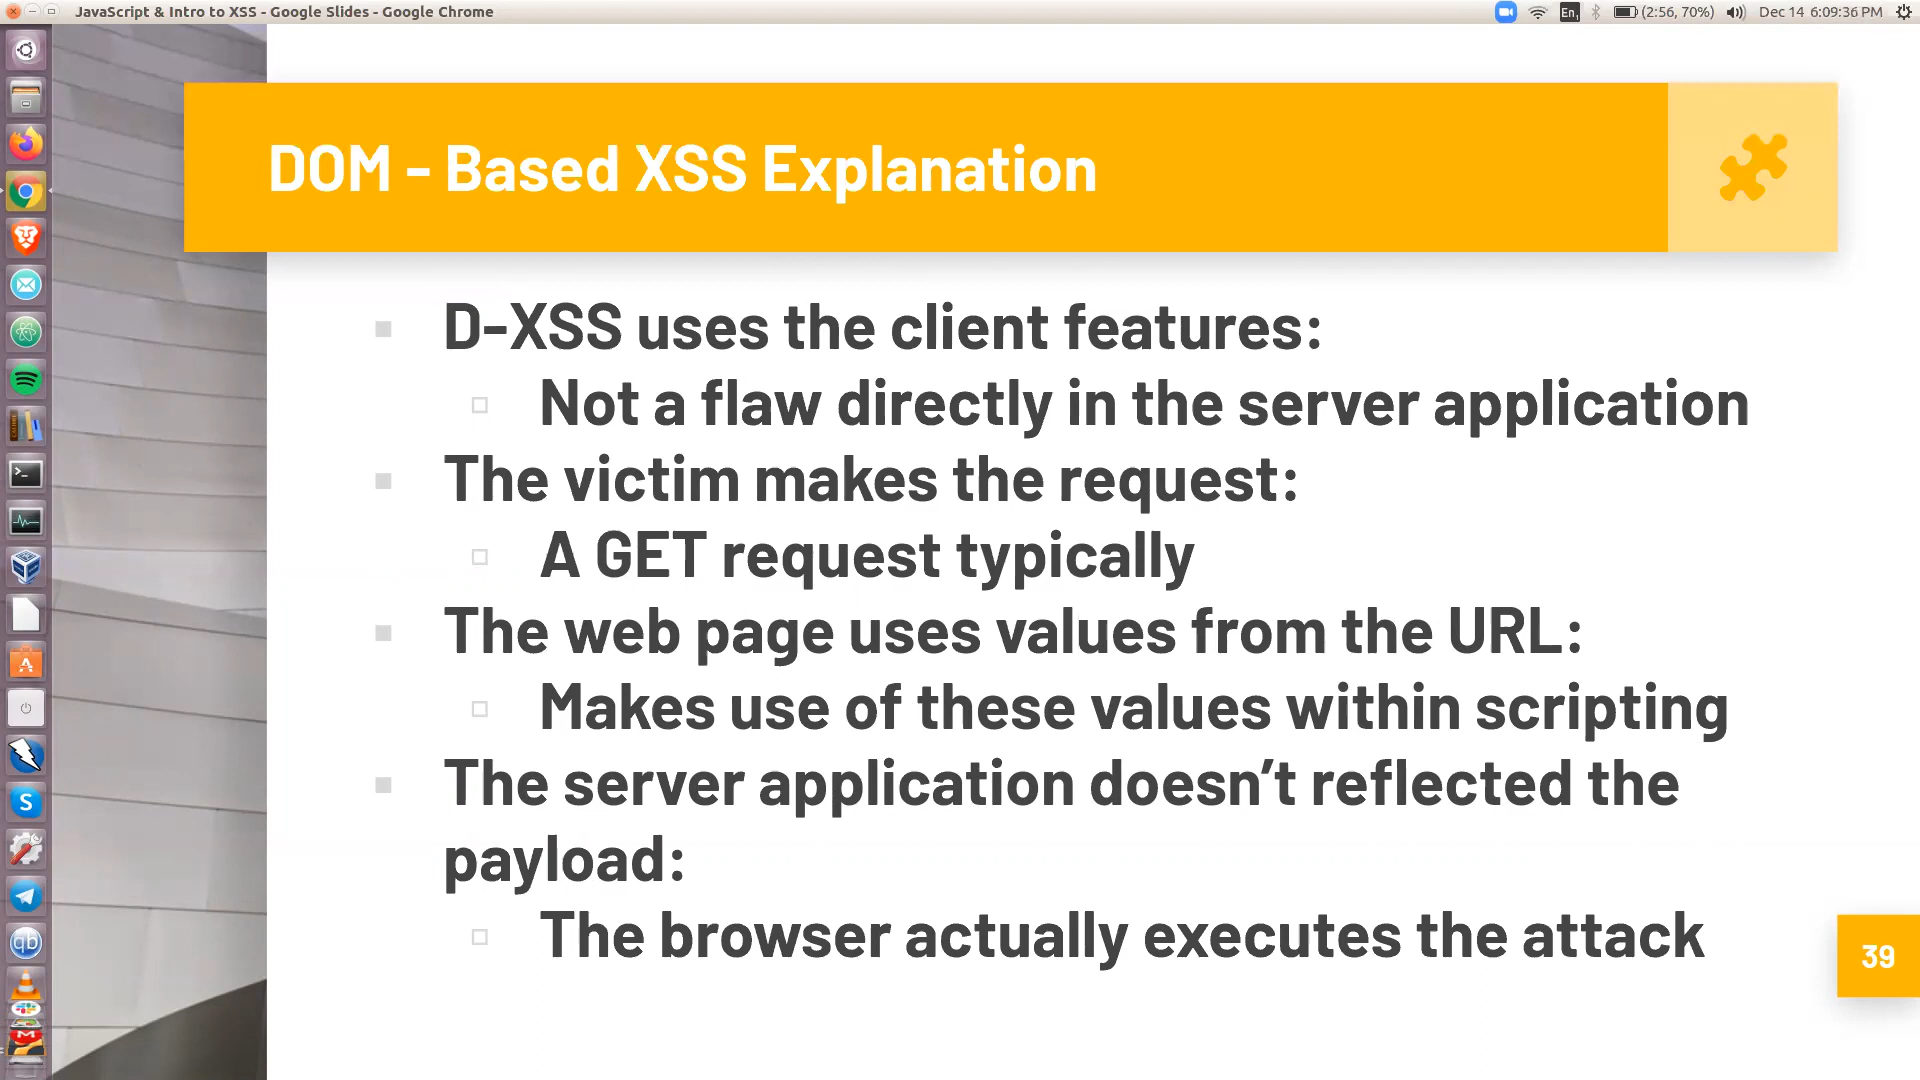 JavaScript & Intro to XSS - Google Slides - Google Chrome
En
(2:56, 70%)
Dec 14 6:09:36 PM
DOM - Based XSS Explanation
D-XSS uses the client features:
Not a flaw directly in the server application
The victim makes the request:
A GET request typically
The web page uses values from the URL:
Makes use of these values within scripting
The server application doesn’t reflected the
payload:
The browser actually executes the attack
39